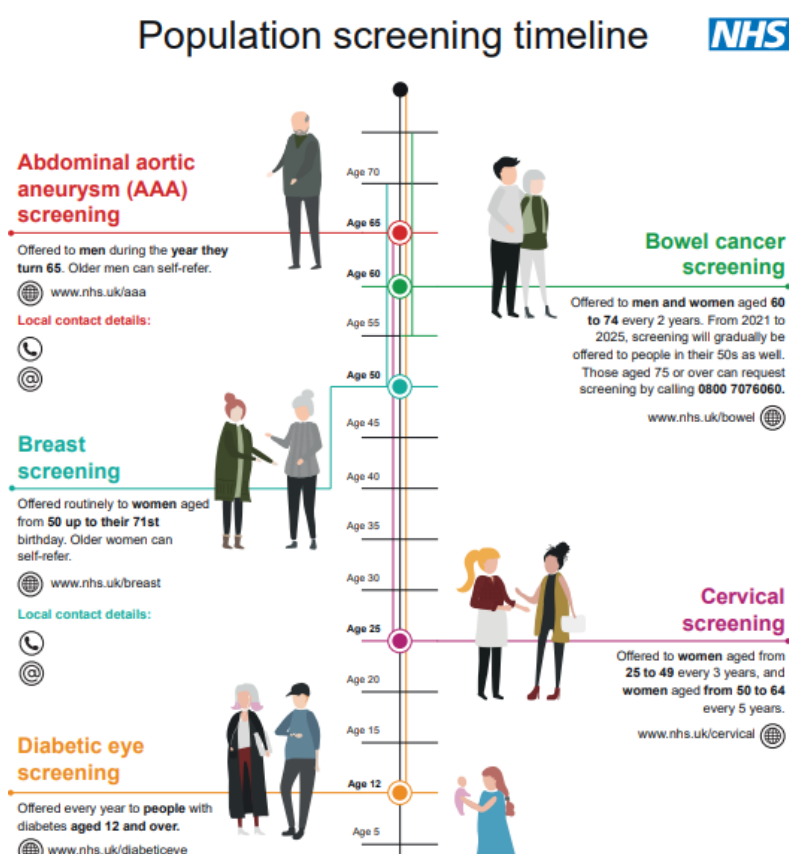 Population screening timeline
NHS
Abdominal aortic
aneurysm (AAA)
screening
Offered to men during the year they
turn 65. Older men can self-refer.
www.nhs.uk/aaa
Local contact details:
@
Breast
screening
Offered routinely to women aged
from 50 up to their 71st
birthday. Older women can
self-refer.
www.nhs.uk/breast
Local contact details:
@
Diabetic eye
screening
Offered every year to people with
diabetes aged 12 and over.
www.nhs.uk/diabeticeye
Age 70
Age 65
Age 60
Age 55
Age 50
Age 45
Age 40
Age 35
Age 30
Age 25
Age 20
Age 15
Age 12
Age 5
Bowel cancer
screening
Offered to men and women aged 60
to 74 every 2 years. From 2021 to
2025, screening will gradually be
offered to people in their 50s as well.
Those aged 75 or over can request
screening by calling 0800 7076060.
www.nhs.uk/bowel
Cervical
screening
Offered to women aged from
25 to 49 every 3 years, and
women aged from 50 to 64
every 5 years.
www.nhs.uk/cervical